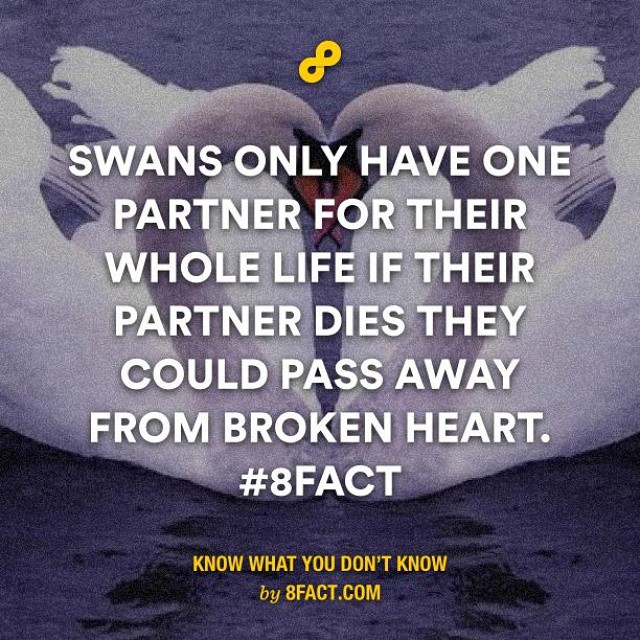 SWANS ONLY HAVE ONE
PARTNER FOR THEIR
WHOLE LIFE IF THEIR
PARTNER DIES THEY
COULD PASS AWAY
FROM BROKEN HEART.
#8FACT
KNOW WHAT YOU DON'T KNOW
by 8FACT.COM